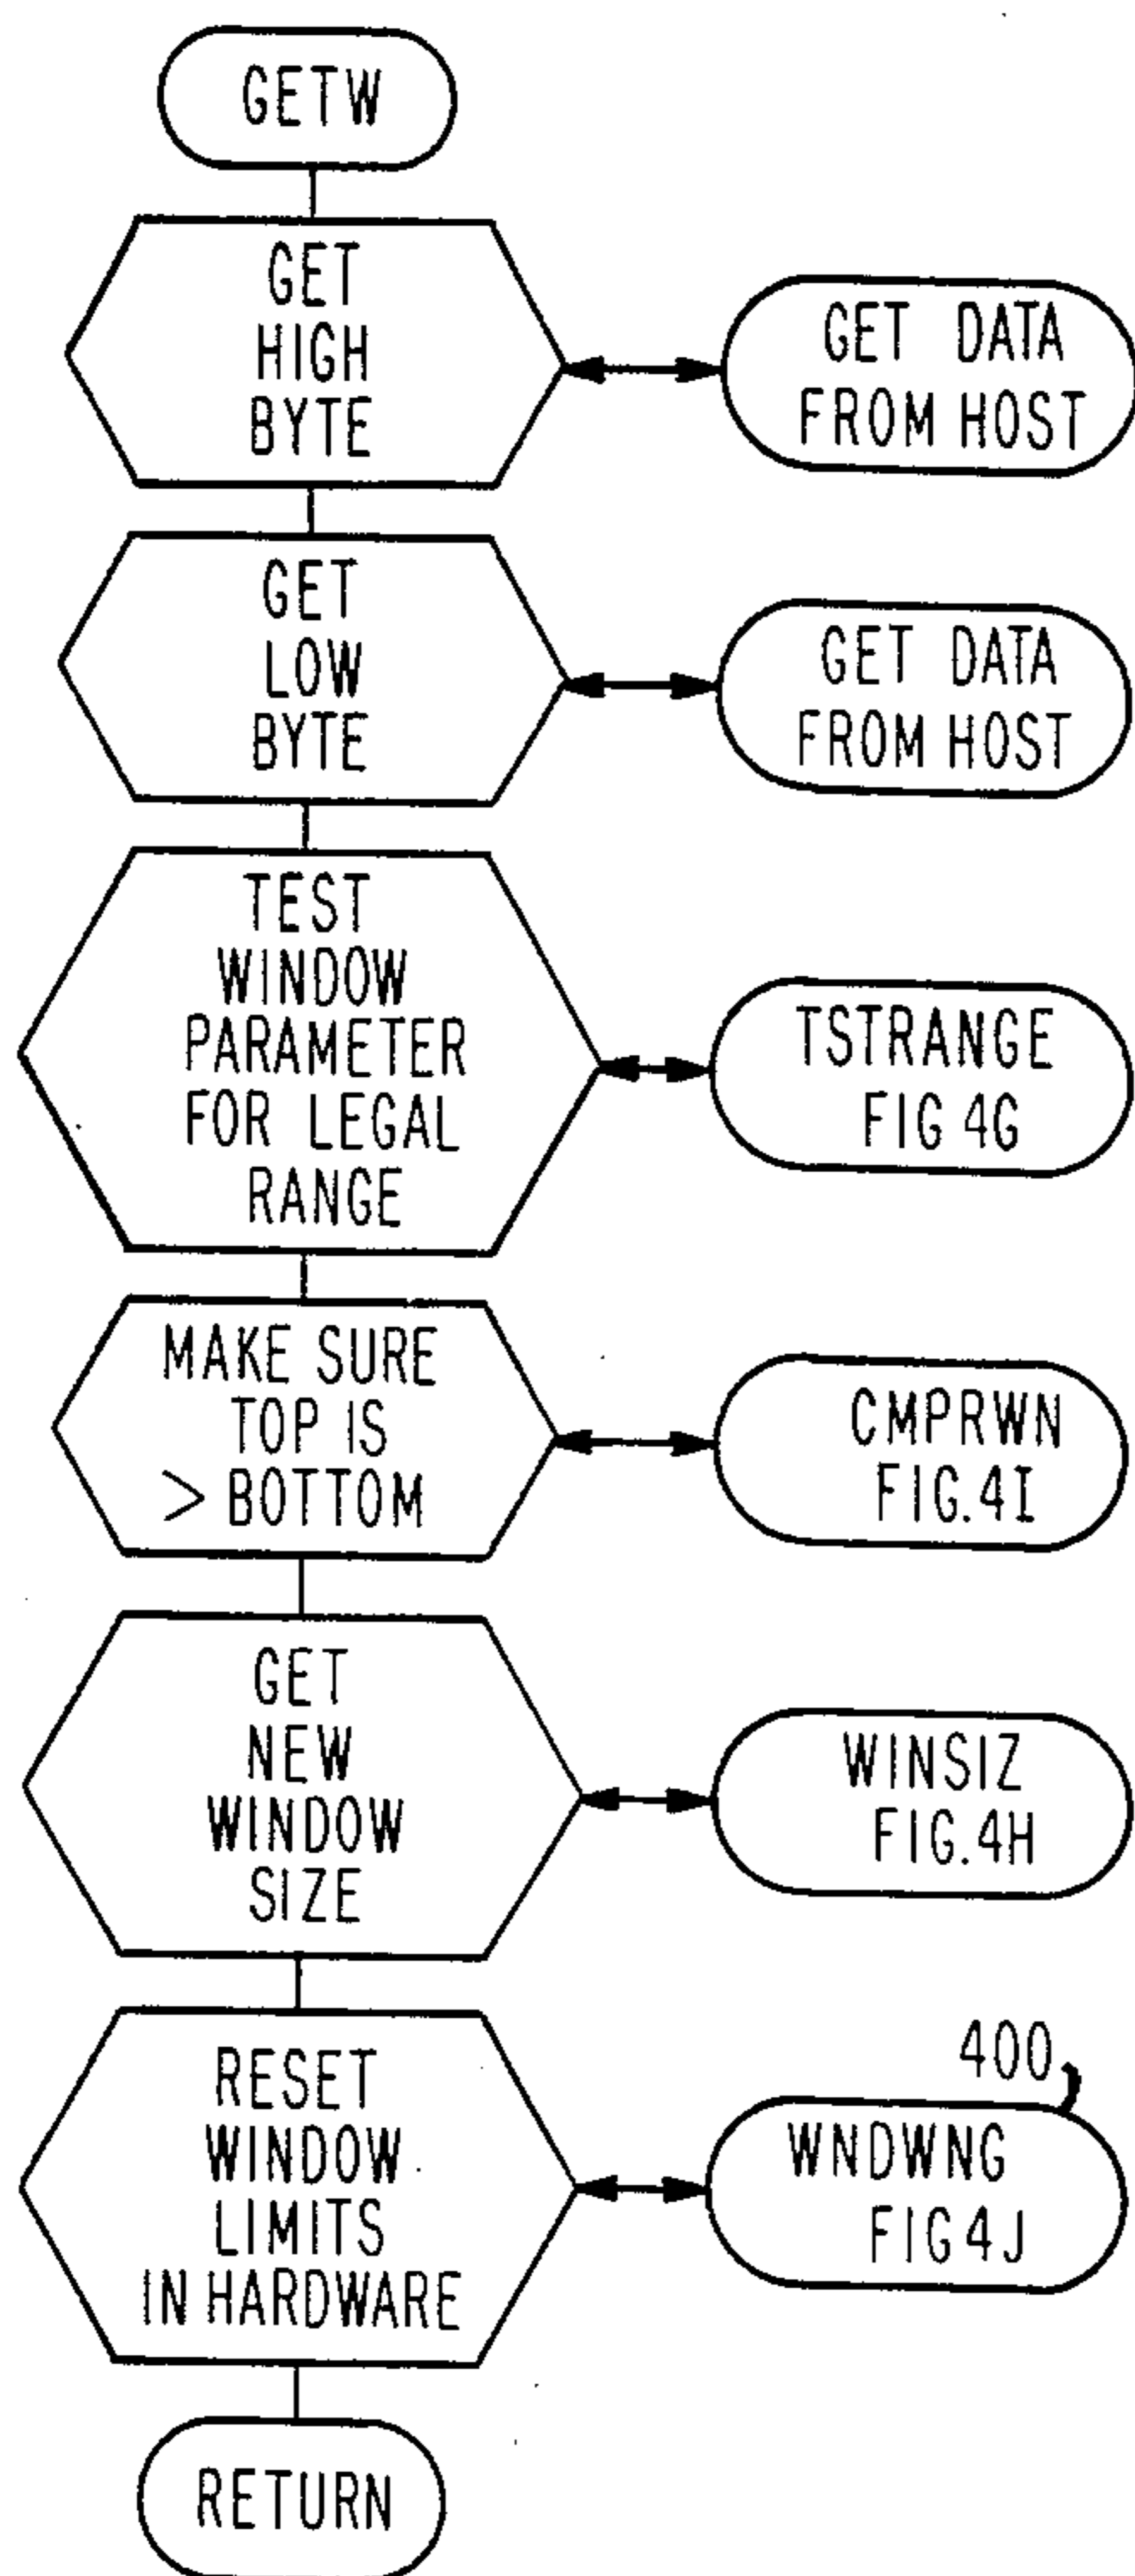 GETW
GET
HIGH
BYTE
GET DATA
FROM HOST
GET
LOW
BYTE
GET DATA
FROM HOST
TEST
WINDOW
PARAMETER
FOR LEGAL
RANGE
TSTRANGE
FIG 4G
MAKE SURE
TOP IS
> BOTTOM
CMPRWN
FIG.4I
GET
NEW
WINDOW
SIZE
WINSIZ
FIG.4H
RESET
WINDOW
LIMITS
IN HARDWARE
400
WNDWNG
FIG 4J
RETURN